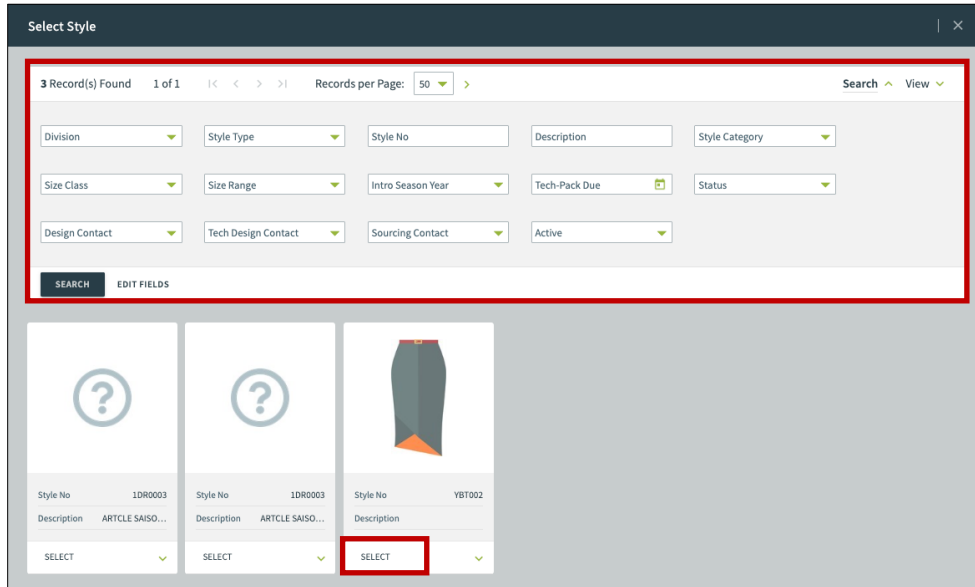 Select Style
3 Record(s) Found 1 of 1 Records per Page: 50 Search View
Division Style Type Style No Description Style Category
Size Class Size Range Intro Season Year Tech-Pack Due Status
Design Contact Tech Design Contact Sourcing Contact Active
SEARCH EDIT FIELDS
Style No 1DR0003 Style No 1DR0003 Style No YBT002
Description ARTCLE SAISO... Description ARTCLE SAISO... Description
SELECT SELECT SELECT